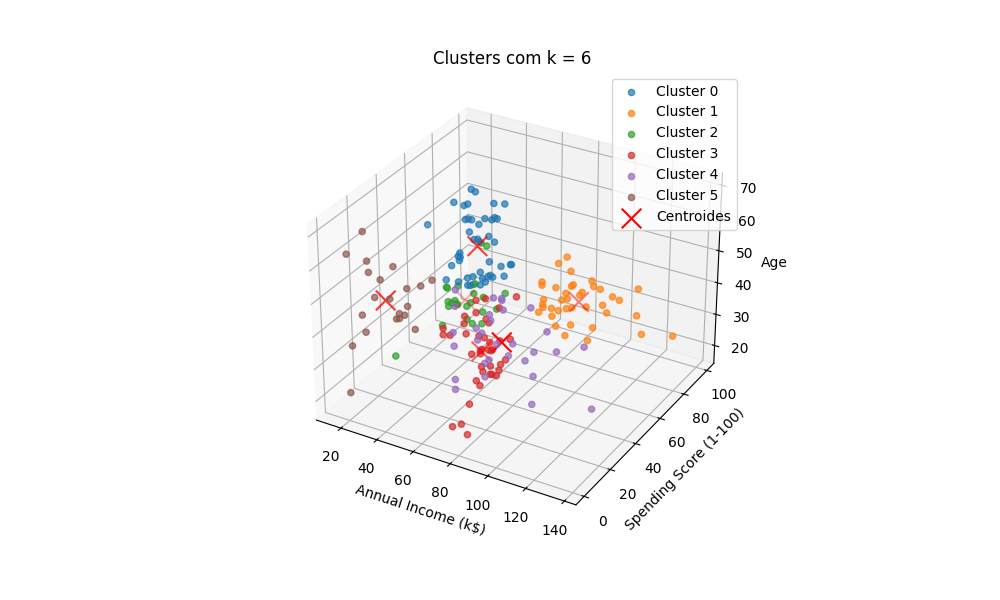 Clusters com k = 6
Cluster 0
Cluster 1
Cluster 2
Cluster 3
Cluster 4
Cluster 5
Centroides
70
60
50
40
30
20
Age
100
80
60
40
20
0
Spending Score (1-100)
20
40
60
80
100
120
140
Annual Income (k$)